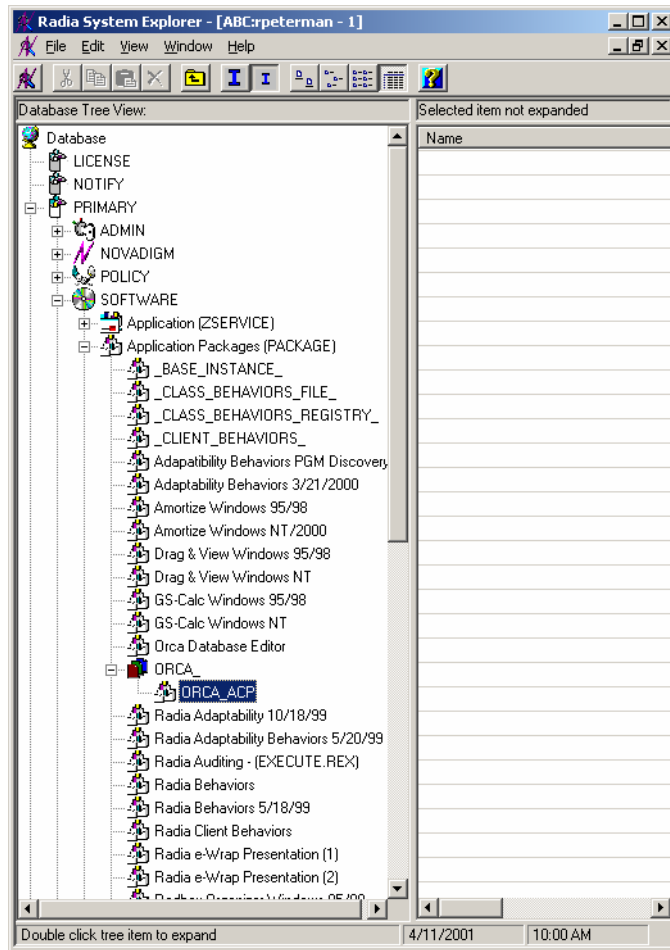 Radia System Explorer - [ABC:rpeterman - 1]
File Edit View Window Help
Database Tree View:
Selected item not expanded
Name
Database
LICENSE
NOTIFY
PRIMARY
ADMIN
NOVADIGM
POLICY
SOFTWARE
Application (ZSERVICE)
Application Packages (PACKAGE)
_BASE_INSTANCE_
_CLASS_BEHAVIORS_FILE_
_CLASS_BEHAVIORS_REGISTRY_
_CLIENT_BEHAVIORS_
Adapatibility Behaviors PGM Discovery
Adaptability Behaviors 3/21/2000
Amortize Windows 95/98
Amortize Windows NT/2000
Drag & View Windows 95/98
Drag & View Windows NT
GS-Calc Windows 95/98
GS-Calc Windows NT
Orca Database Editor
ORCA_
ORCA_ACP
Radia Adaptability 10/18/99
Radia Adaptability Behaviors 5/20/99
Radia Auditing - (EXECUTE.REX)
Radia Behaviors
Radia Behaviors 5/18/99
Radia Client Behaviors
Radia e-Wrap Presentation (1)
Radia e-Wrap Presentation (2)
Double click tree item to expand
4/11/2001
10:00 AM